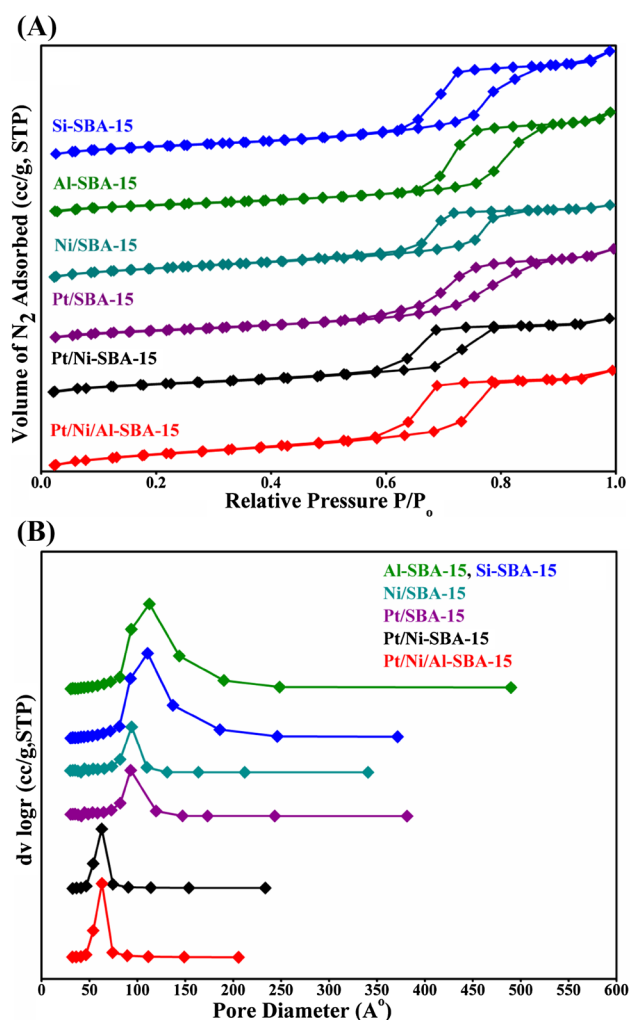 (A)
Volume of N2 Adsorbed (cc/g, STP)
Si-SBA-15
Al-SBA-15
Ni/SBA-15
Pt/SBA-15
Pt/Ni-SBA-15
Pt/Ni/Al-SBA-15
0.0 0.2 0.4 0.6 0.8 1.0
Relative Pressure P/Po
(B)
dv logr (cc/g,STP)
Al-SBA-15, Si-SBA-15
Ni/SBA-15
Pt/SBA-15
Pt/Ni-SBA-15
Pt/Ni/Al-SBA-15
0 50 100 150 200 250 300 350 400 450 500 550 600
Pore Diameter (Aº)